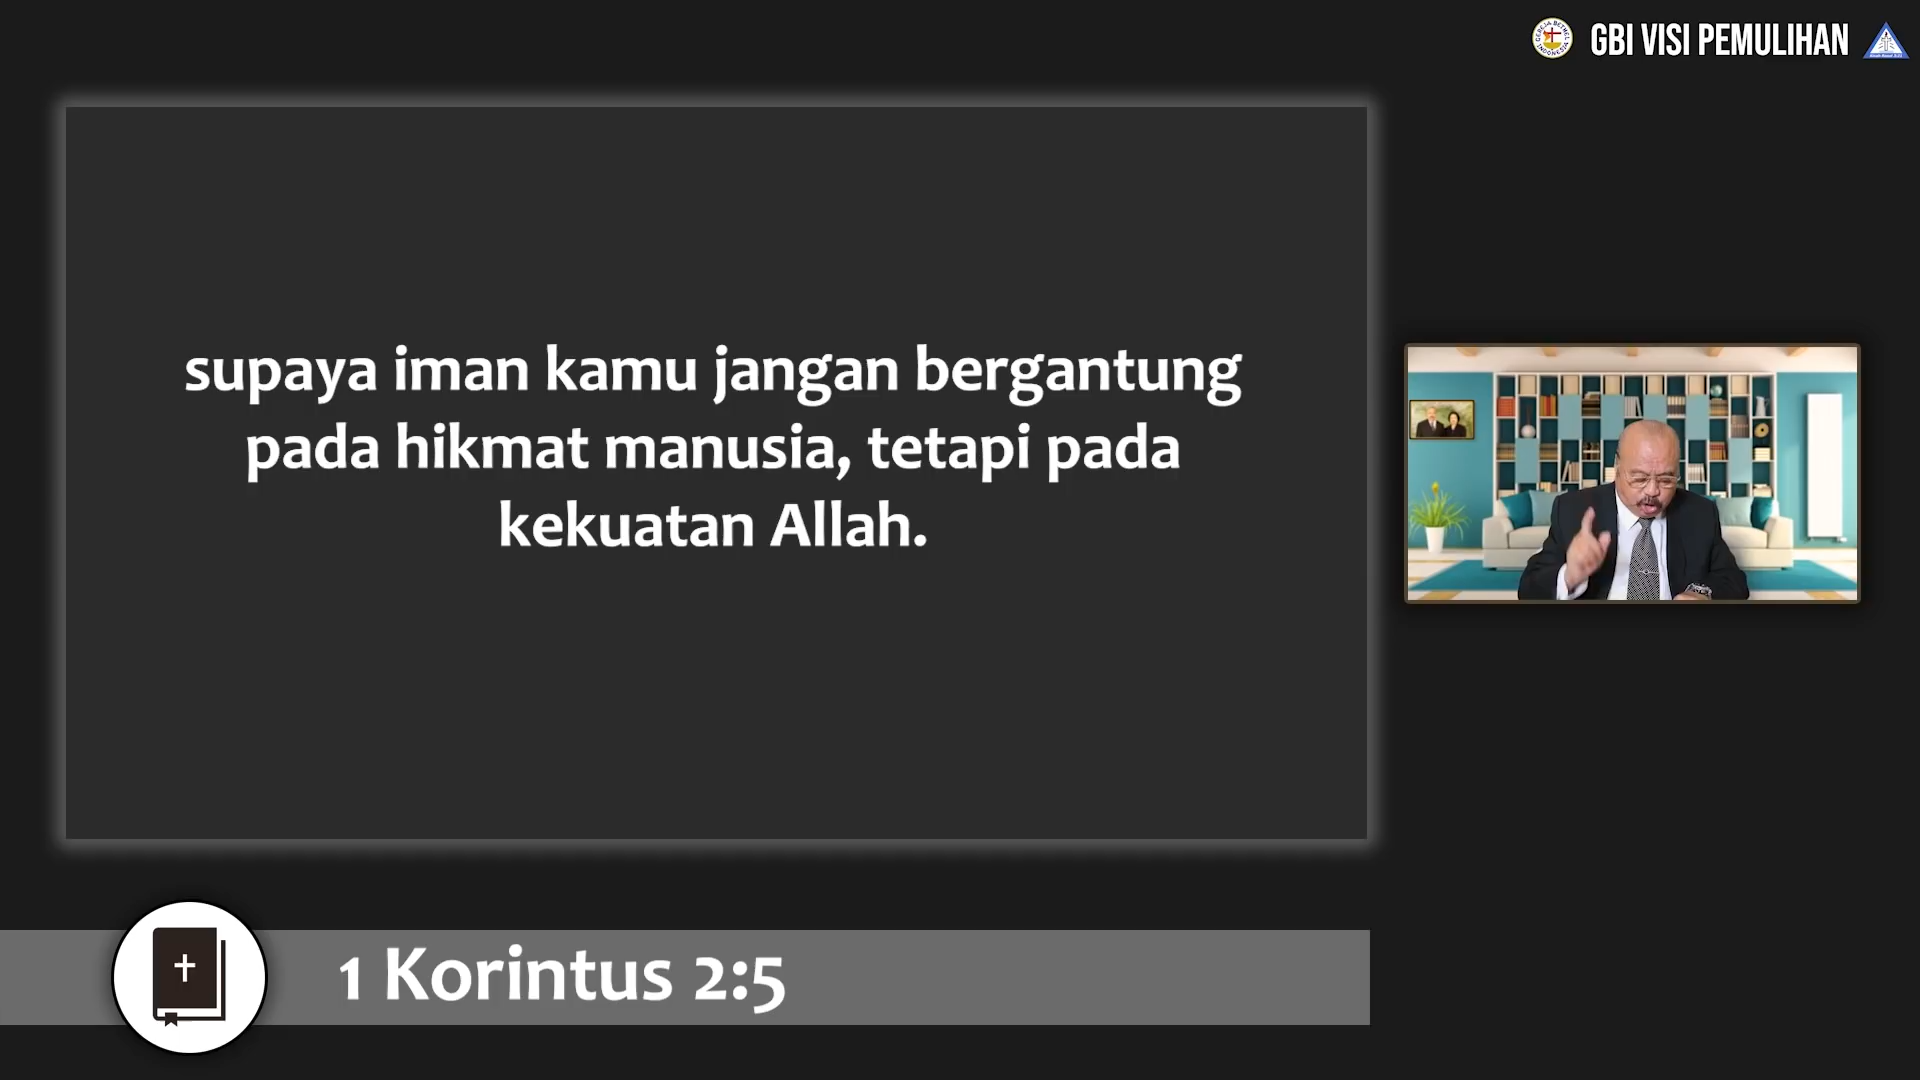 GBI VISI PEMULIHAN
supaya iman kamu jangan bergantung
pada hikmat manusia, tetapi pada
kekuatan Allah.
1 Korintus 2:5